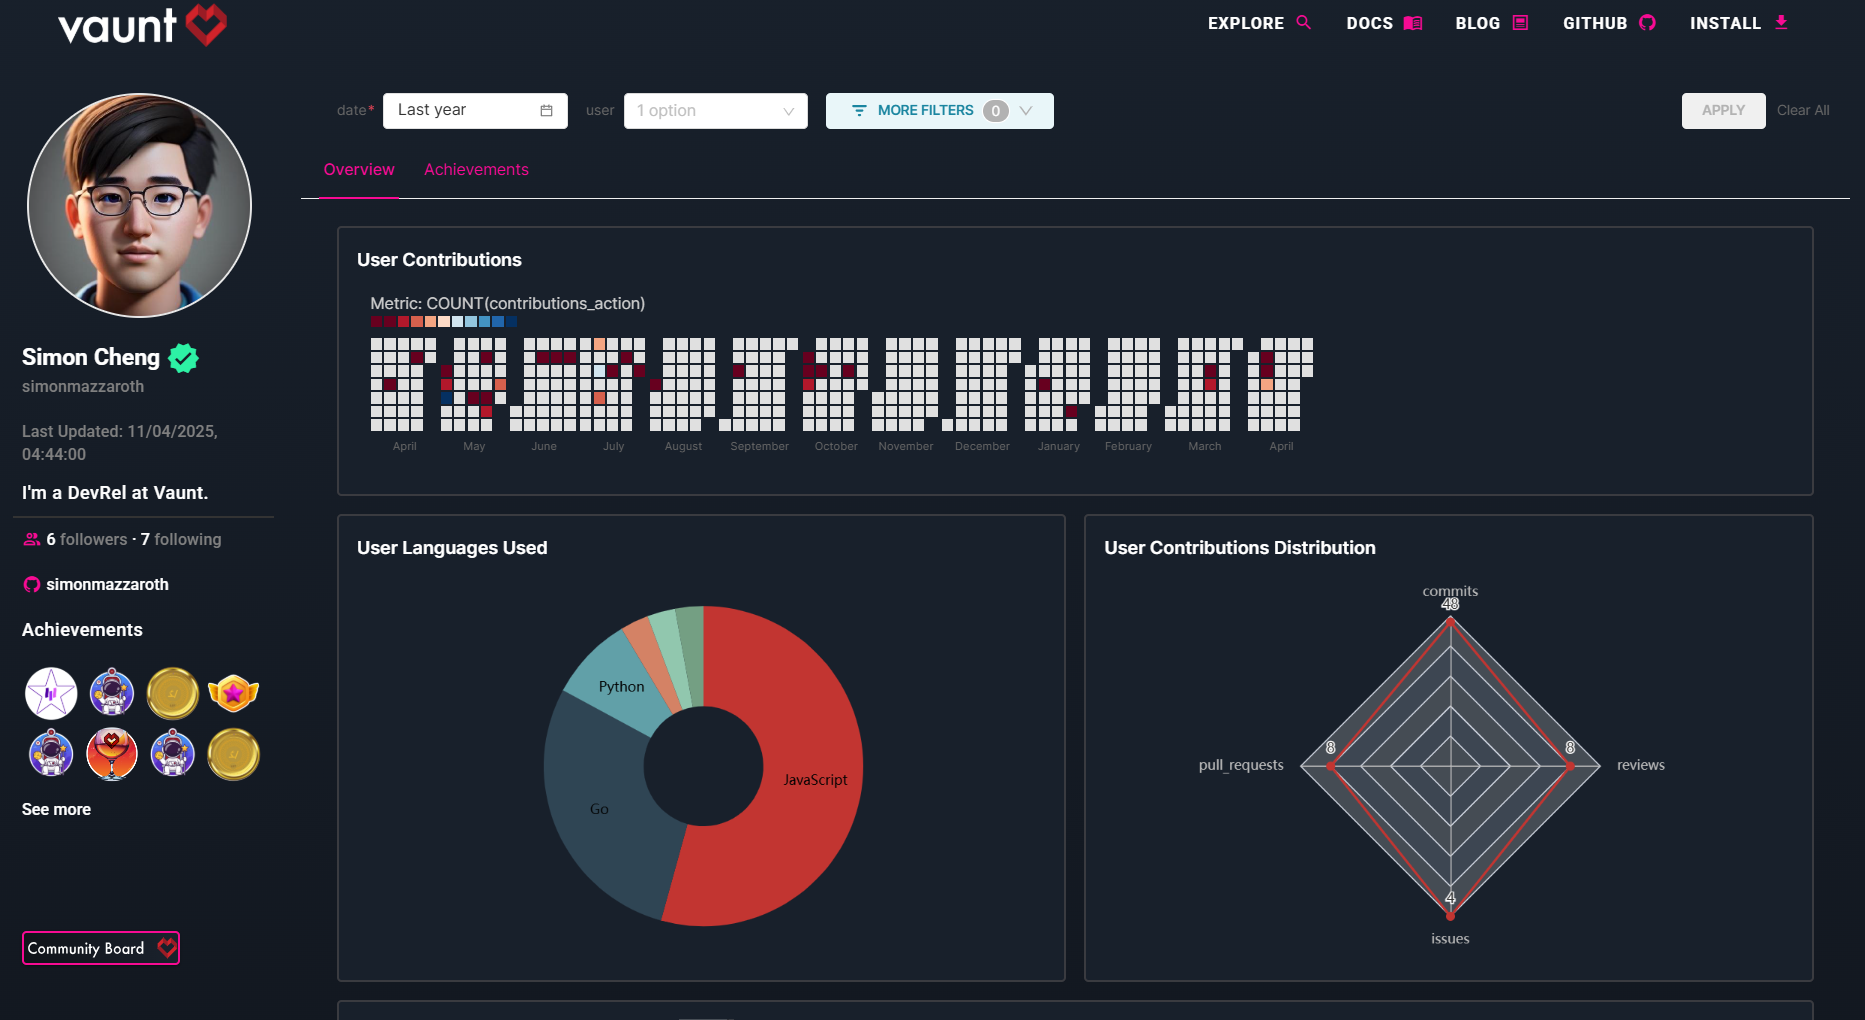 vaunt
EXPLORE
DOCS
BLOG
GITHUB
INSTALL
date*
Last year
user
1 option
MORE FILTERS
0
APPLY
Clear All
Overview
Achievements
Simon Cheng
simonmazzaroth
Last Updated: 11/04/2025,
04:44:00
I'm a DevRel at Vaunt.
6 followers · 7 following
simonmazzaroth
Achievements
See more
Community Board
User Contributions
Metric: COUNT(contributions_action)
April
May
June
July
August
September
October
November
December
January
February
March
April
User Languages Used
Python
JavaScript
Go
User Contributions Distribution
commits
48
8
8
pull_requests
reviews
4
issues